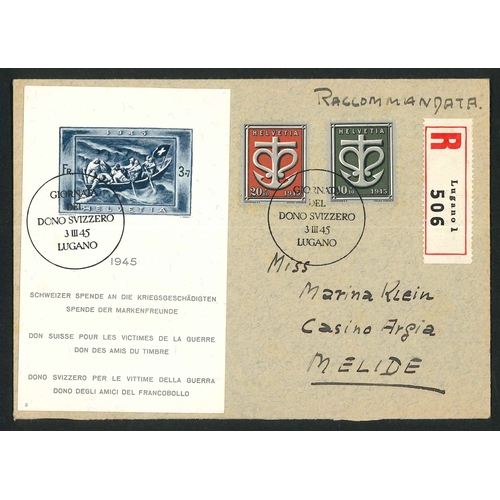 RACCOMMANDATA.
1945
FR.
3.-
HELVETIA
GIORNATA
DEL
DONO SVIZZERO
3 III 45
LUGANO
1945
SCHWEIZER SPENDE AN DIE KRIEGSGESCHÄDIGTEN
SPENDE DER MARKENFREUNDE
DON SUISSE POUR LES VICTIMES DE LA GUERRE
DON DES AMIS DU TIMBRE
DONO SVIZZERO PER LE VITTIME DELLA GUERRA
DONO DEGLI AMICI DEL FRANCOBOLLO
HELVETIA
20
1945
HELVETIA
10+10
1945
GIORNATA
DEL
DONO SVIZZERO
3 III 45
LUGANO
R
Lugano 1
506
Miss
Marina Klein
Casino Argia
MELIDE